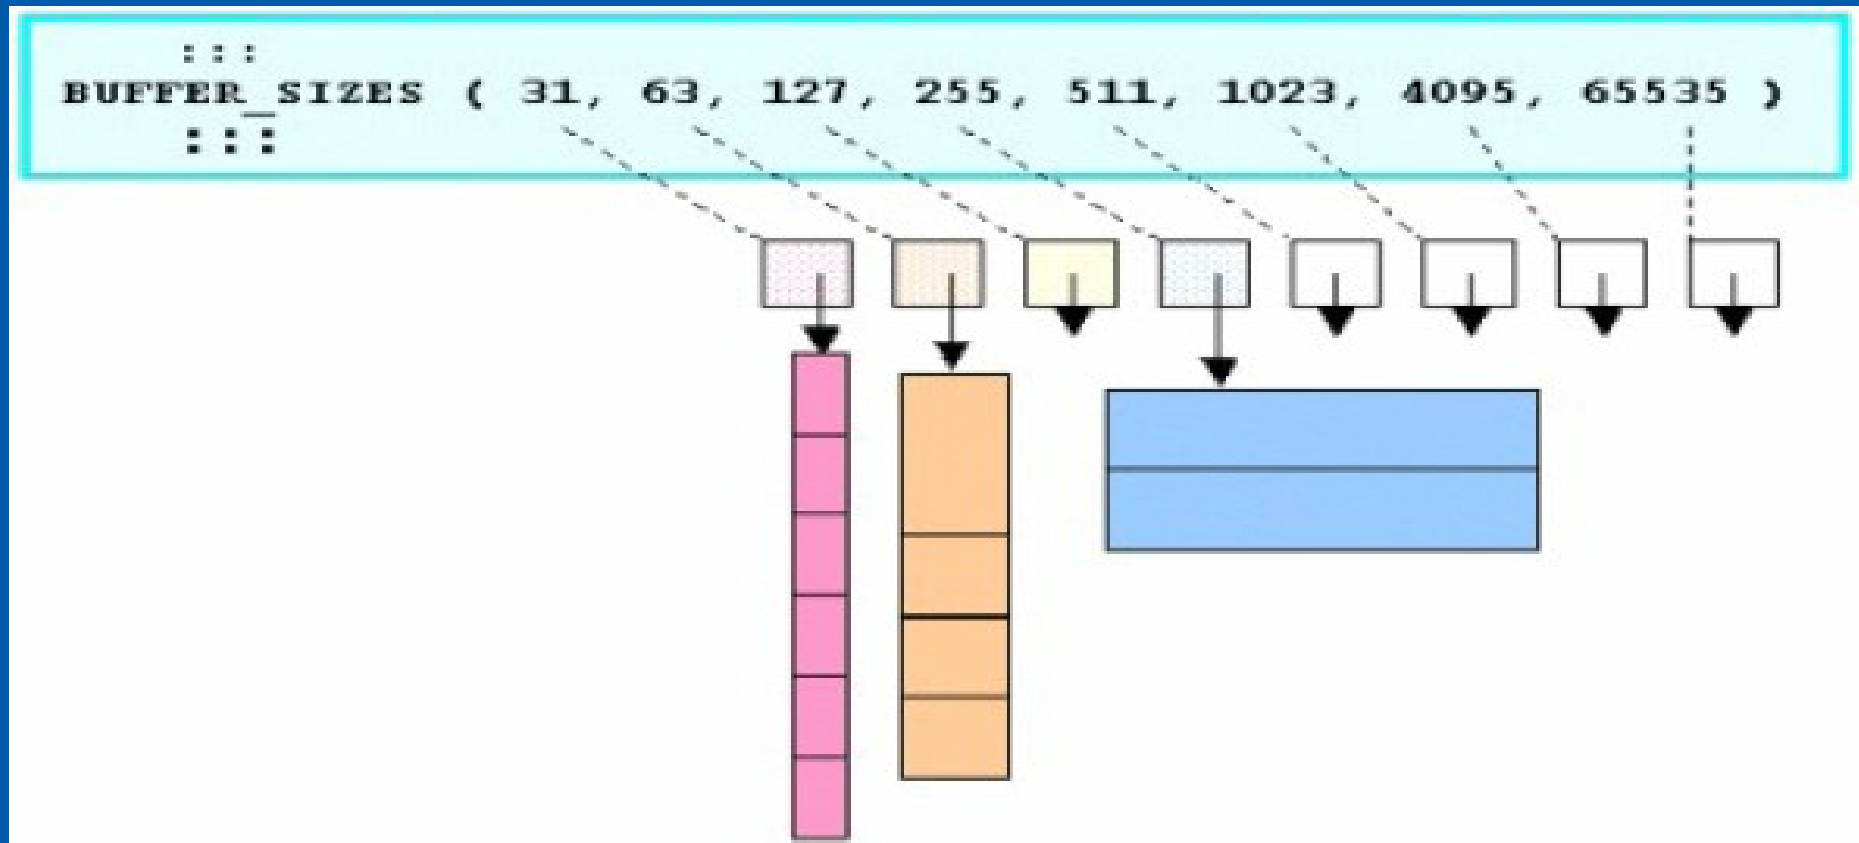 : : :
BUFFER_SIZES ( 31, 63, 127, 255, 511, 1023, 4095, 65535 )
: : :